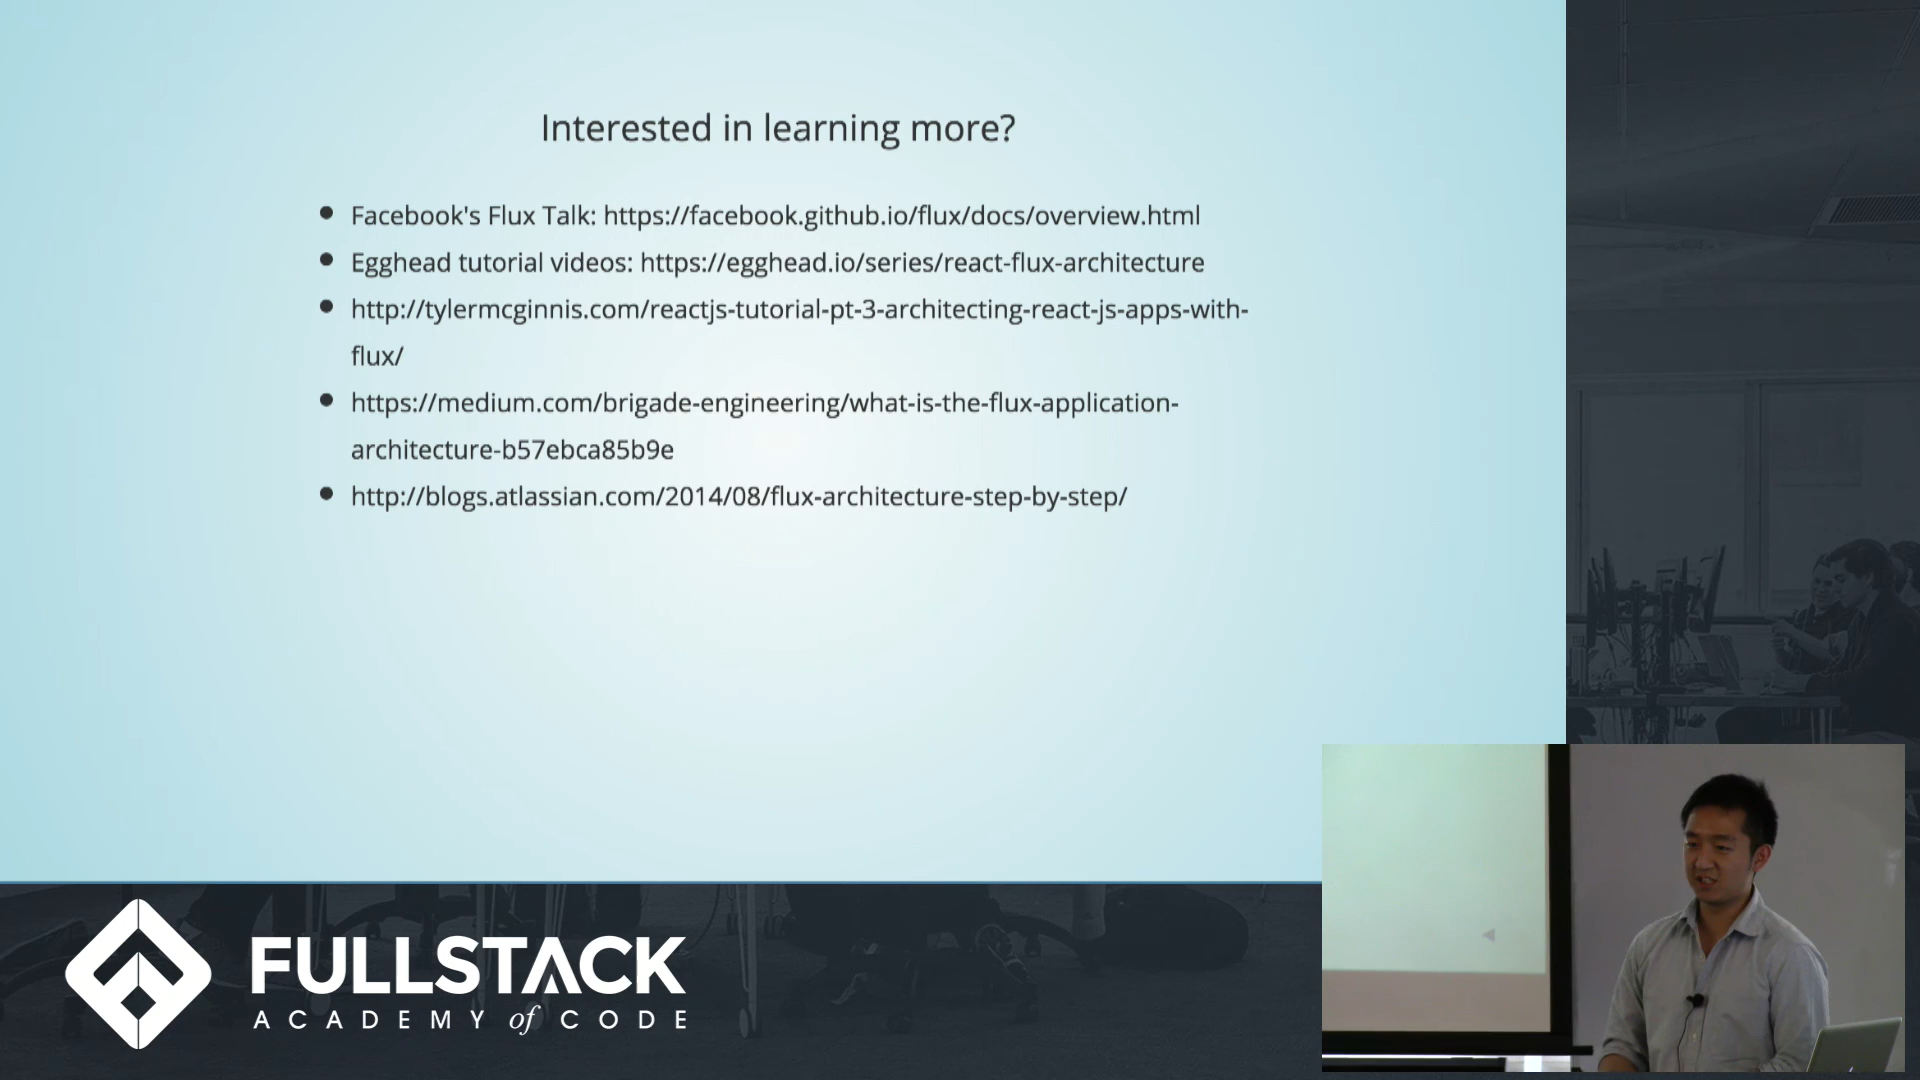 Interested in learning more?
Facebook's Flux Talk: https://facebook.github.io/flux/docs/overview.html
Egghead tutorial videos: https://egghead.io/series/react-flux-architecture
http://tylermcginnis.com/reactjs-tutorial-pt-3-architecting-react-js-apps-with-
flux/
https://medium.com/brigade-engineering/what-is-the-flux-application-
architecture-b57ebca85b9e
http://blogs.atlassian.com/2014/08/flux-architecture-step-by-step/
FULLSTACK
ACADEMY of CODE